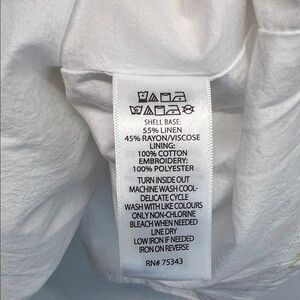 SHELL BASE:
55% LINEN
45% RAYON/VISCOSE
LINING:
100% COTTON
EMBROIDERY:
100% POLYESTER
TURN INSIDE OUT
MACHINE WASH COOL-
DELICATE CYCLE
WASH WITH LIKE COLOURS
ONLY NON-CHLORINE
BLEACH WHEN NEEDED
LINE DRY
LOW IRON IF NEEDED
IRON ON REVERSE
RN# 75343